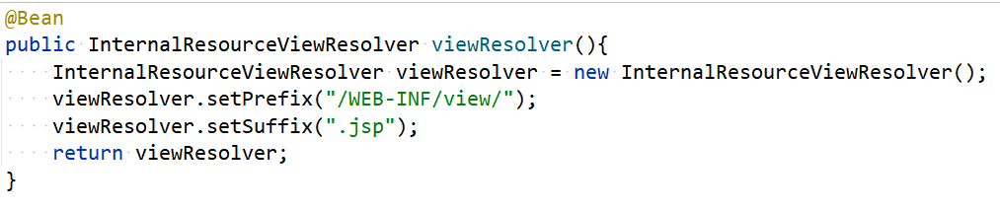 @Bean
public InternalResourceViewResolver viewResolver(){
    InternalResourceViewResolver viewResolver = new InternalResourceViewResolver();
    viewResolver.setPrefix("/WEB-INF/view/");
    viewResolver.setSuffix(".jsp");
    return viewResolver;
}